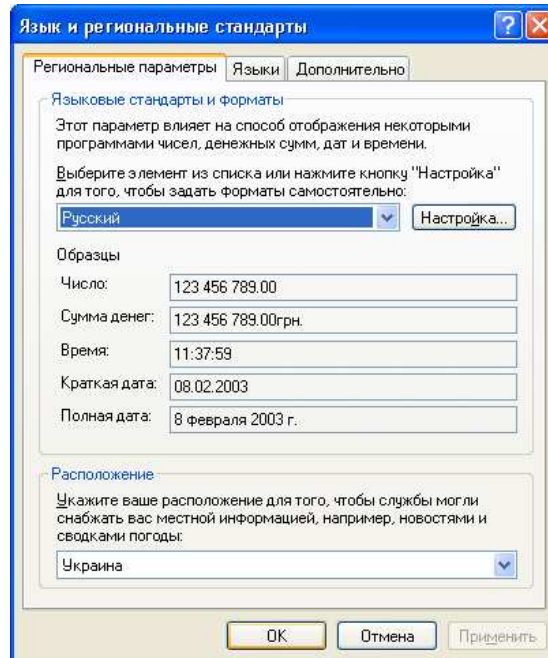 Язык и региональные стандарты
Региональные параметры Языки Дополнительно
Языковые стандарты и форматы
Этот параметр влияет на способ отображения некоторыми
программами чисел, денежных сумм, дат и времени.
Выберите элемент из списка или нажмите кнопку "Настройка"
для того, чтобы задать форматы самостоятельно:
Русский Настройка...
Образцы
Число: 123 456 789.00
Сумма денег: 123 456 789.00грн.
Время: 11:37:59
Краткая дата: 08.02.2003
Полная дата: 8 февраля 2003 г.
Расположение
Укажите ваше расположение для того, чтобы службы могли
снабжать вас местной информацией, например, новостями и
сводками погоды:
Украина
OK Отмена Применить